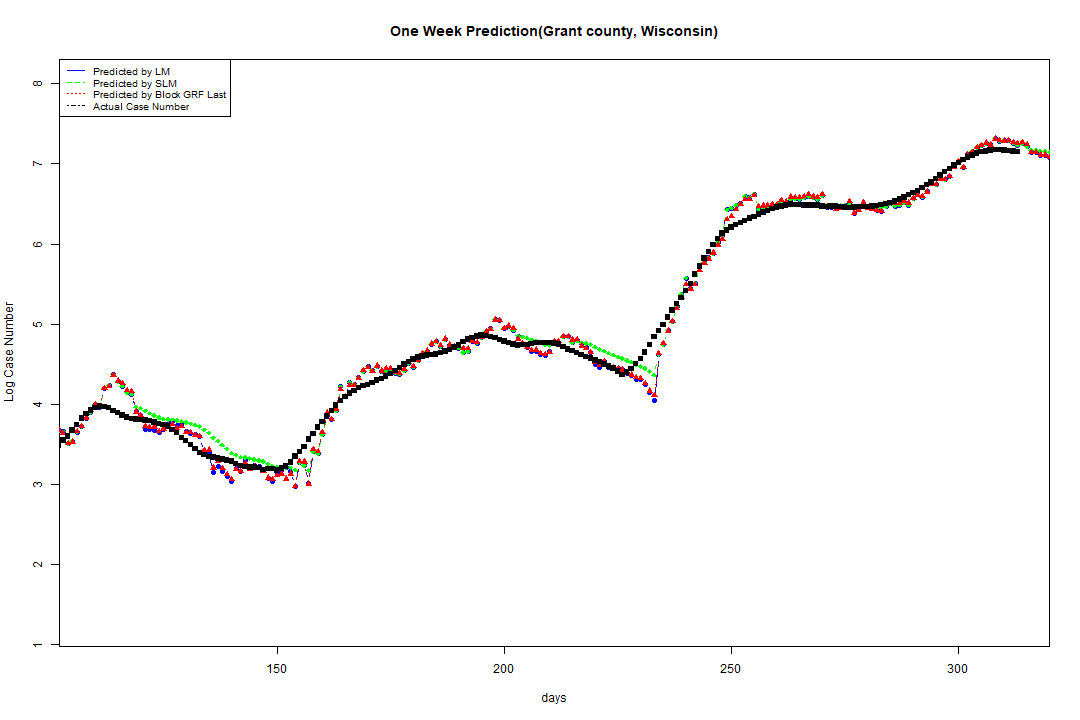 One Week Prediction(Grant county, Wisconsin)
Predicted by LM
Predicted by SLM
Predicted by Block GRF Last
Actual Case Number
8
7
6
5
4
3
2
1
Log Case Number
150 200 250 300
days